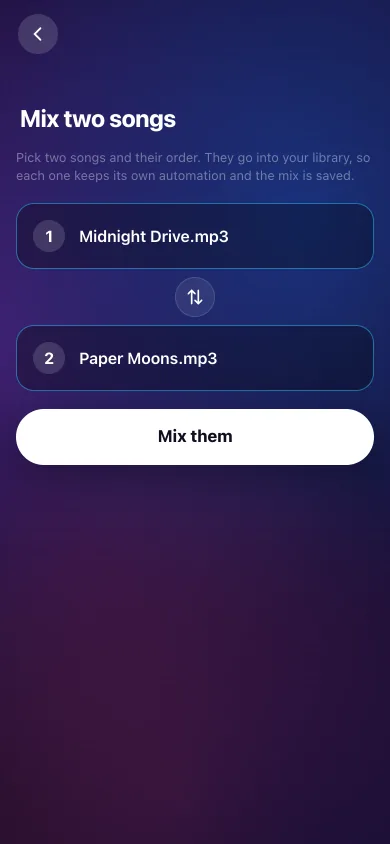 Mix two songs
Pick two songs and their order. They go into your library, so
each one keeps its own automation and the mix is saved.
1 Midnight Drive.mp3
2 Paper Moons.mp3
Mix them